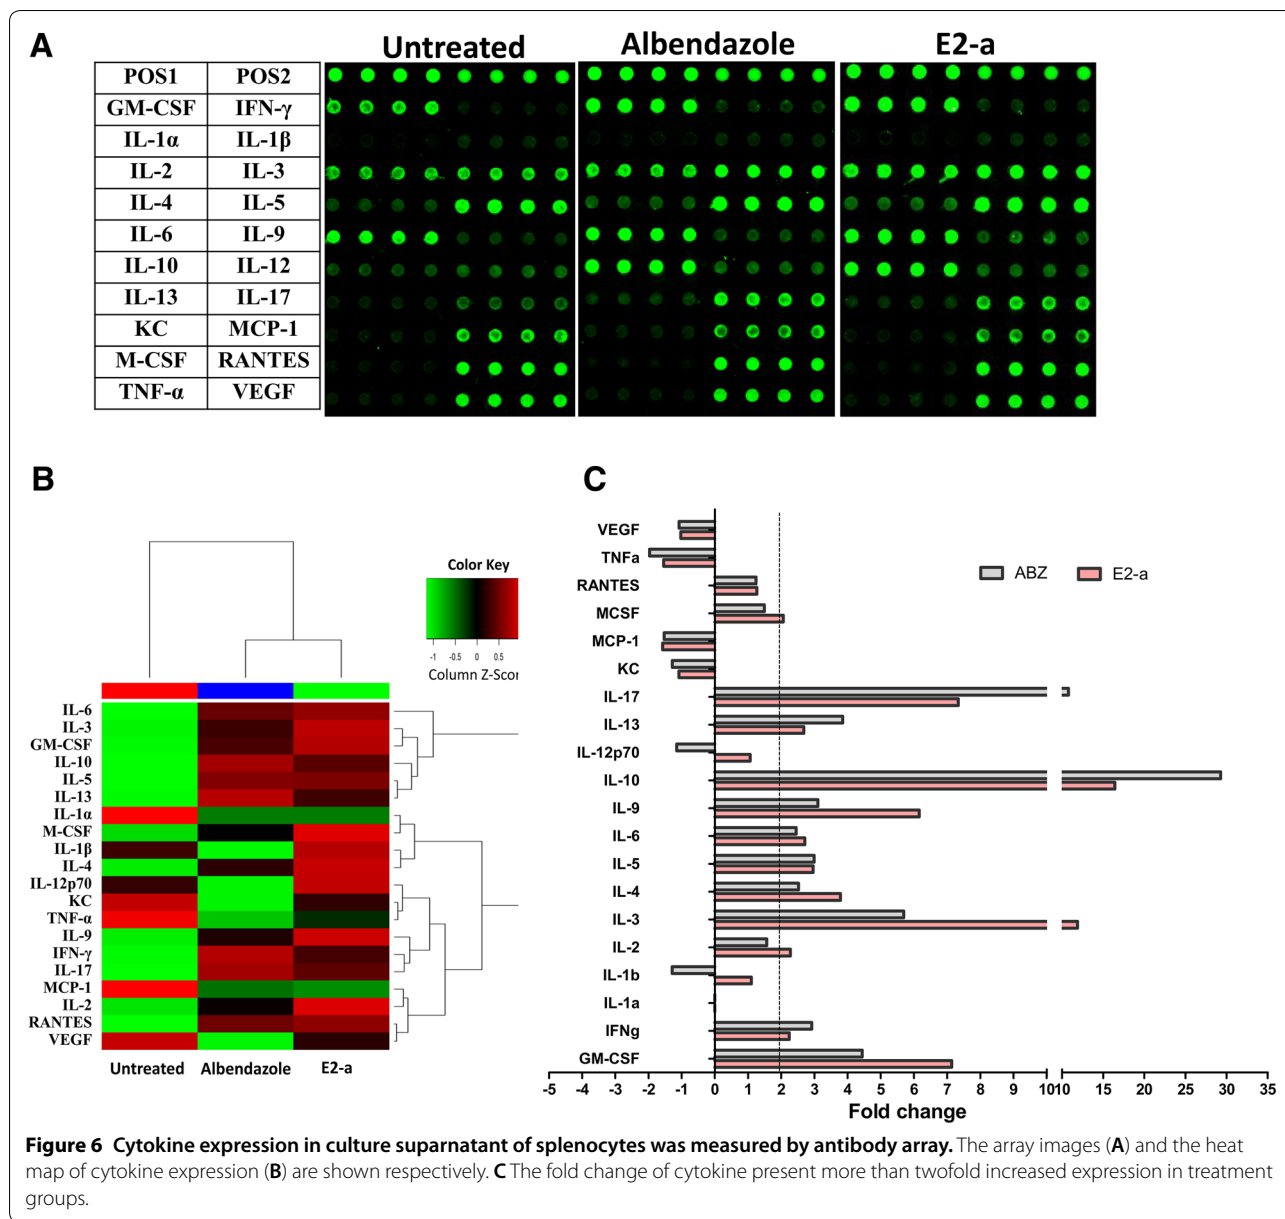 A
Untreated Albendazole E2-a
POS1 POS2
GM-CSF IFN-γ
IL-1α IL-1β
IL-2 IL-3
IL-4 IL-5
IL-6 IL-9
IL-10 IL-12
IL-13 IL-17
KC MCP-1
M-CSF RANTES
TNF-α VEGF
B
Color Key
-1 -0.5 0 0.5
Column Z-Scor
IL-6
IL-3
GM-CSF
IL-10
IL-5
IL-13
IL-1α
M-CSF
IL-1β
IL-4
IL-12p70
KC
TNF-α
IL-9
IFN-γ
IL-17
MCP-1
IL-2
RANTES
VEGF
Untreated Albendazole E2-a
C
VEGF
TNFa
RANTES
MCSF
MCP-1
KC
IL-17
IL-13
IL-12p70
IL-10
IL-9
IL-6
IL-5
IL-4
IL-3
IL-2
IL-1b
IL-1a
IFNg
GM-CSF
ABZ E2-a
-5 -4 -3 -2 -1 0 1 2 3 4 5 6 7 8 9 10 10 15 20 25 30 35
Fold change
Figure 6 Cytokine expression in culture suparnatant of splenocytes was measured by antibody array. The array images (A) and the heat
map of cytokine expression (B) are shown respectively. C The fold change of cytokine present more than twofold increased expression in treatment
groups.